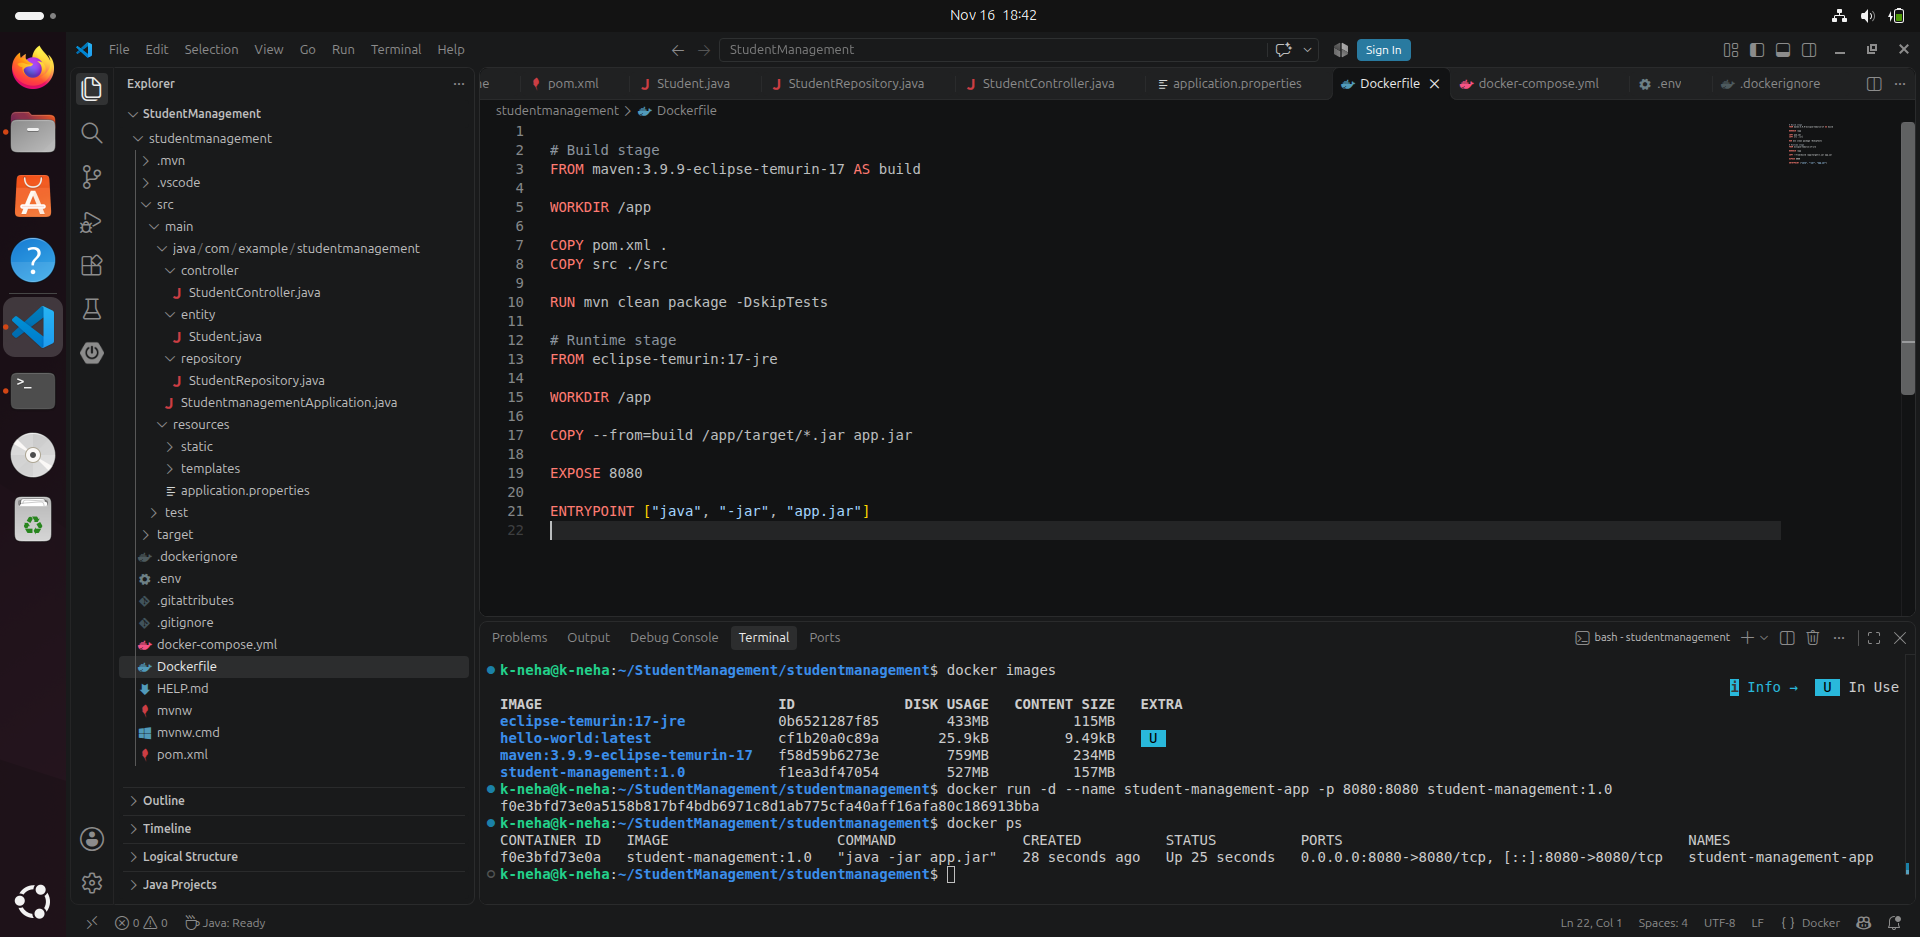 Nov 16 18:42
File Edit Selection View Go Run Terminal Help
StudentManagement
Sign In
Explorer
StudentManagement
studentmanagement
.mvn
.vscode
src
main
java/com/example/studentmanagement
controller
StudentController.java
entity
Student.java
repository
StudentRepository.java
StudentmanagementApplication.java
resources
static
templates
application.properties
test
target
.dockerignore
.env
.gitattributes
.gitignore
docker-compose.yml
Dockerfile
HELP.md
mvnw
mvnw.cmd
pom.xml
Outline
Timeline
Logical Structure
Java Projects
ne pom.xml Student.java StudentRepository.java StudentController.java application.properties Dockerfile docker-compose.yml .env .dockerignore
studentmanagement > Dockerfile
1
2 # Build stage
3 FROM maven:3.9.9-eclipse-temurin-17 AS build
4
5 WORKDIR /app
6
7 COPY pom.xml .
8 COPY src ./src
9
10 RUN mvn clean package -DskipTests
11
12 # Runtime stage
13 FROM eclipse-temurin:17-jre
14
15 WORKDIR /app
16
17 COPY --from=build /app/target/*.jar app.jar
18
19 EXPOSE 8080
20
21 ENTRYPOINT ["java", "-jar", "app.jar"]
22
Problems Output Debug Console Terminal Ports
bash - studentmanagement
k-neha@k-neha:~/StudentManagement/studentmanagement$ docker images
i Info → U In Use
IMAGE ID DISK USAGE CONTENT SIZE EXTRA
eclipse-temurin:17-jre 0b6521287f85 433MB 115MB
hello-world:latest cf1b20a0c89a 25.9kB 9.49kB U
maven:3.9.9-eclipse-temurin-17 f58d59b6273e 759MB 234MB
student-management:1.0 f1ea3df47054 527MB 157MB
k-neha@k-neha:~/StudentManagement/studentmanagement$ docker run -d --name student-management-app -p 8080:8080 student-management:1.0
f0e3bfd73e0a5158b817bf4bdb6971c8d1ab775cfa40aff16afa80c186913bba
k-neha@k-neha:~/StudentManagement/studentmanagement$ docker ps
CONTAINER ID IMAGE COMMAND CREATED STATUS PORTS NAMES
f0e3bfd73e0a student-management:1.0 "java -jar app.jar" 28 seconds ago Up 25 seconds 0.0.0.0:8080->8080/tcp, [::]:8080->8080/tcp student-management-app
k-neha@k-neha:~/StudentManagement/studentmanagement$
0 0 Java: Ready
Ln 22, Col 1 Spaces: 4 UTF-8 LF {} Docker